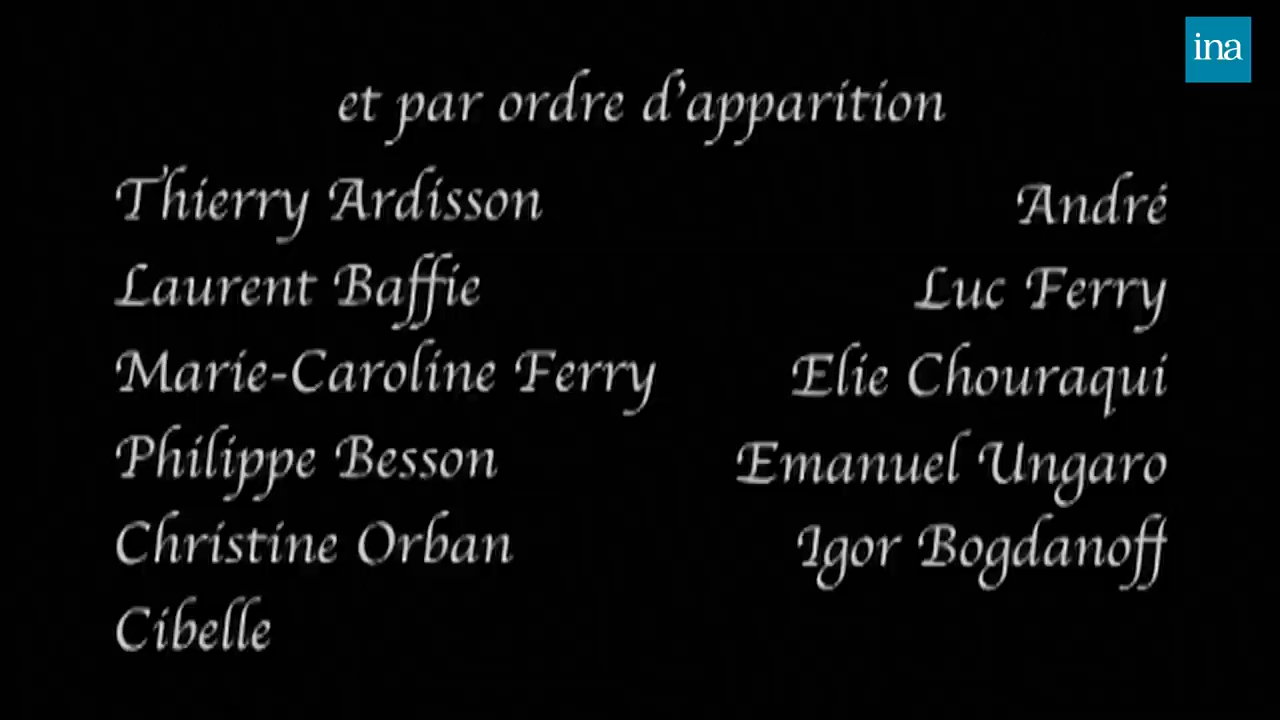 ina
et par ordre d'apparition
Thierry Ardisson André
Laurent Baffie Luc Ferry
Marie-Caroline Ferry Elie Chouraqui
Philippe Besson Emanuel Ungaro
Christine Orban Igor Bogdanoff
Cibelle